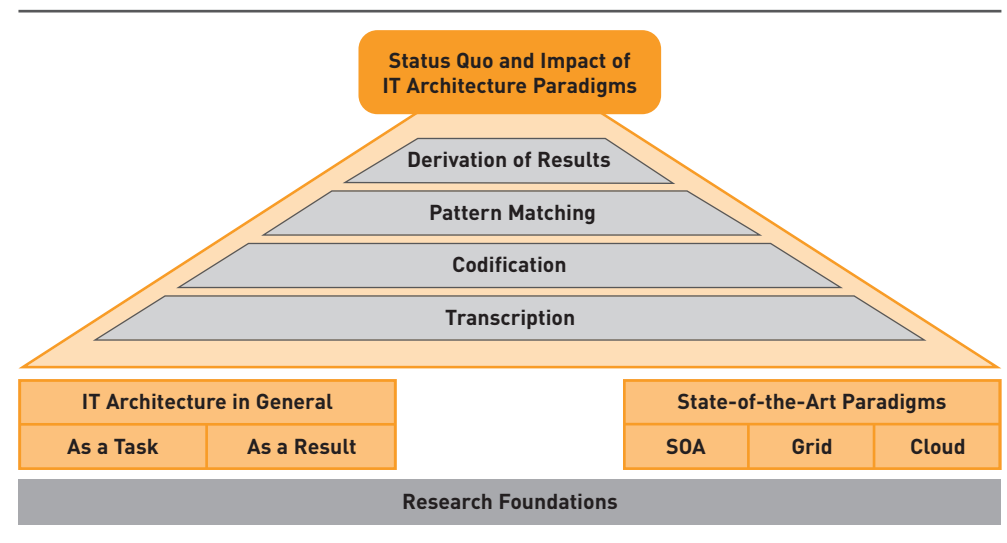 Status Quo and Impact of
IT Architecture Paradigms
Derivation of Results
Pattern Matching
Codification
Transcription
IT Architecture in General
As a Task
As a Result
State-of-the-Art Paradigms
SOA
Grid
Cloud
Research Foundations